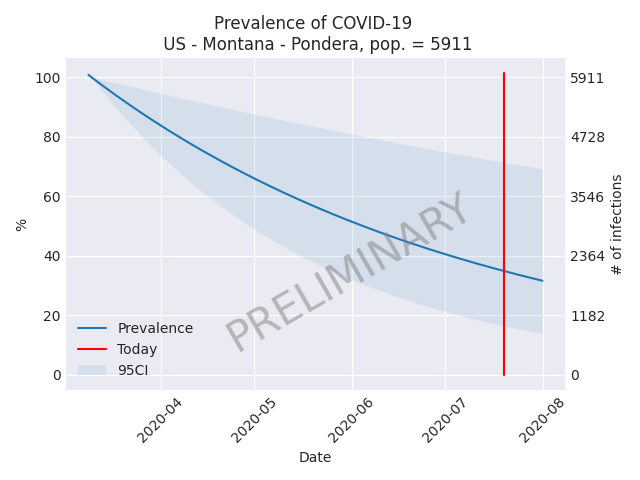 Prevalence of COVID-19
US - Montana - Pondera, pop. = 5911
100
80
60
40
20
0
%
5911
4728
3546
2364
1182
0
# of infections
PRELIMINARY
Prevalence
Today
95CI
2020-04
2020-05
2020-06
2020-07
2020-08
Date